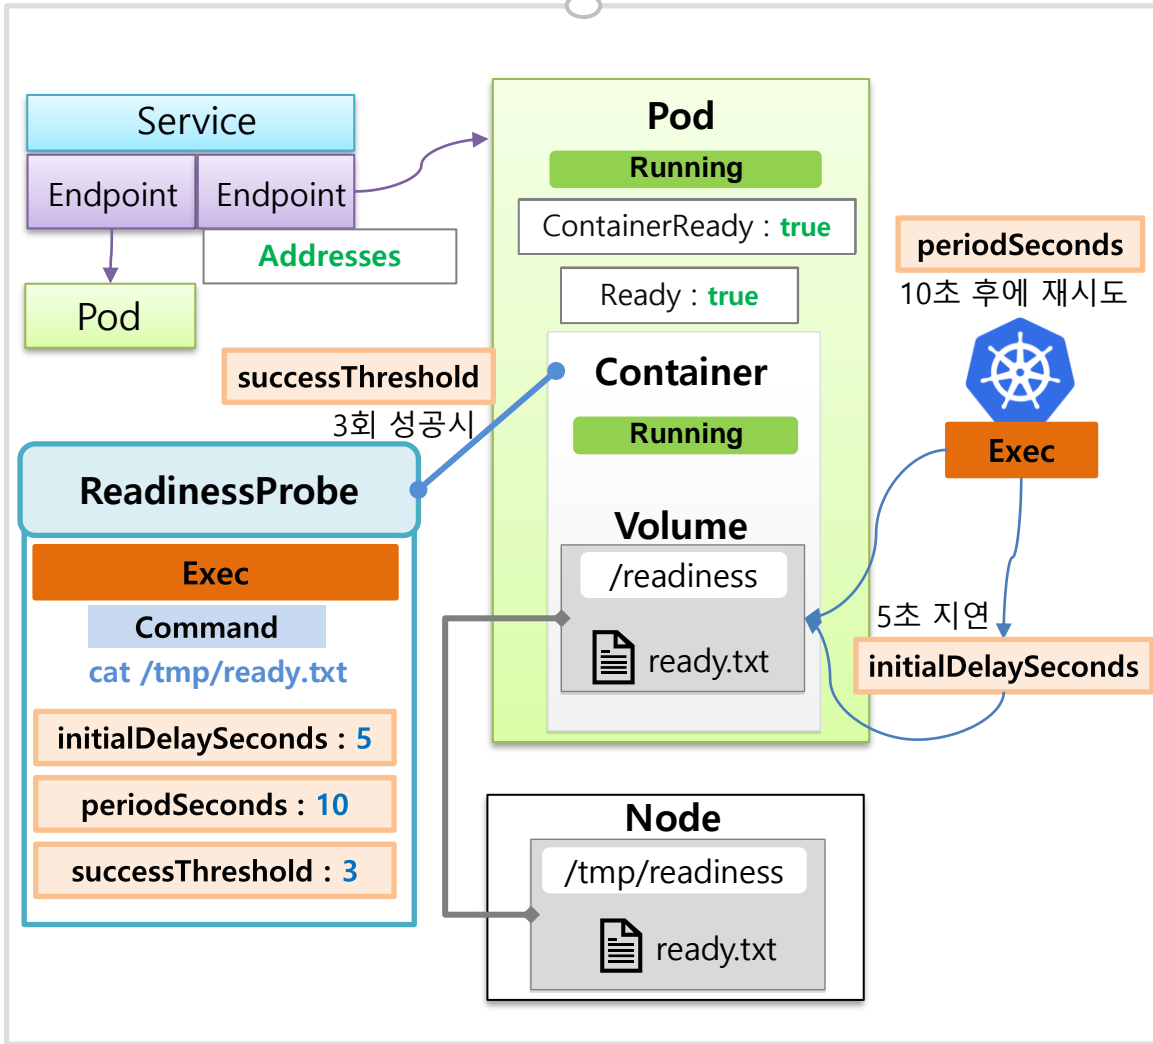 Service
Endpoint
Endpoint
Addresses
Pod
Pod
Running
ContainerReady : true
Ready : true
Container
Running
Volume
/readiness
ready.txt
periodSeconds
10초 후에 재시도
Exec
5초 지연
initialDelaySeconds
successThreshold
3회 성공시
ReadinessProbe
Exec
Command
cat /tmp/ready.txt
initialDelaySeconds : 5
periodSeconds : 10
successThreshold : 3
Node
/tmp/readiness
ready.txt